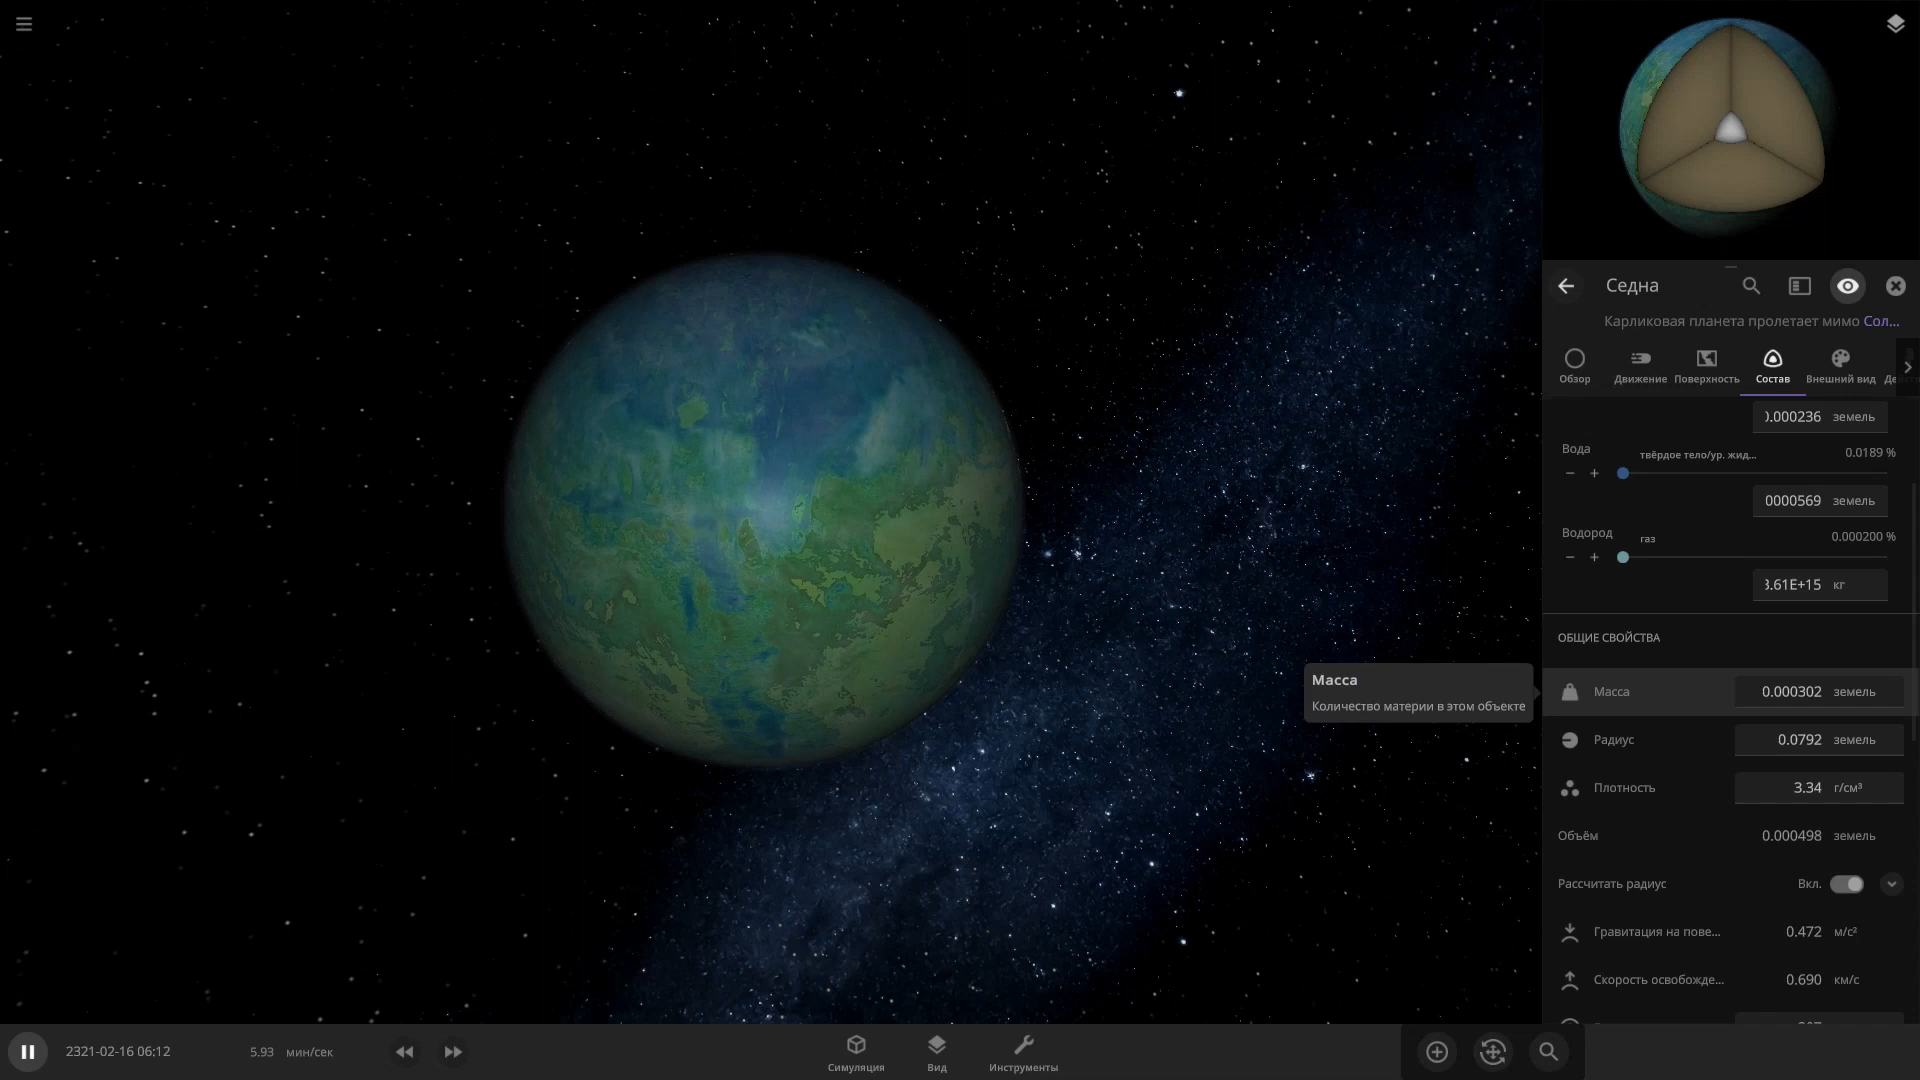 Седна
Карликовая планета пролетает мимо Сол...
Обзор
Движение
Поверхность
Состав
Внешний вид
0.000236 земель
Вода твёрдое тело/ур. жид... 0.0189 %
− +
0000569 земель
Водород газ 0.000200 %
− +
3.61E+15 кг
ОБЩИЕ СВОЙСТВА
Масса
Количество материи в этом объекте
Масса 0.000302 земель
Радиус 0.0792 земель
Плотность 3.34 г/см³
Объём 0.000498 земель
Рассчитать радиус Вкл.
Гравитация на пове... 0.472 м/с²
Скорость освобожде... 0.690 км/с
2321-02-16 06:12
5.93 мин/сек
Симуляция
Вид
Инструменты